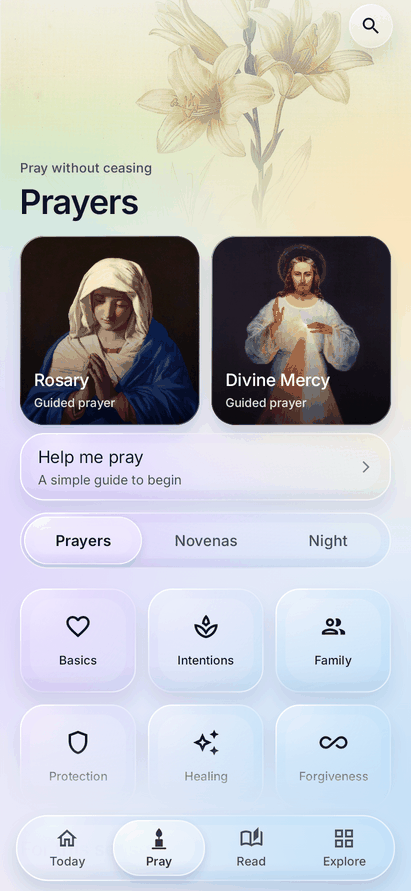 Pray without ceasing
Prayers
Rosary
Guided prayer
Divine Mercy
Guided prayer
Help me pray
A simple guide to begin
Prayers
Novenas
Night
Basics
Intentions
Family
Protection
Healing
Forgiveness
Today
Pray
Read
Explore